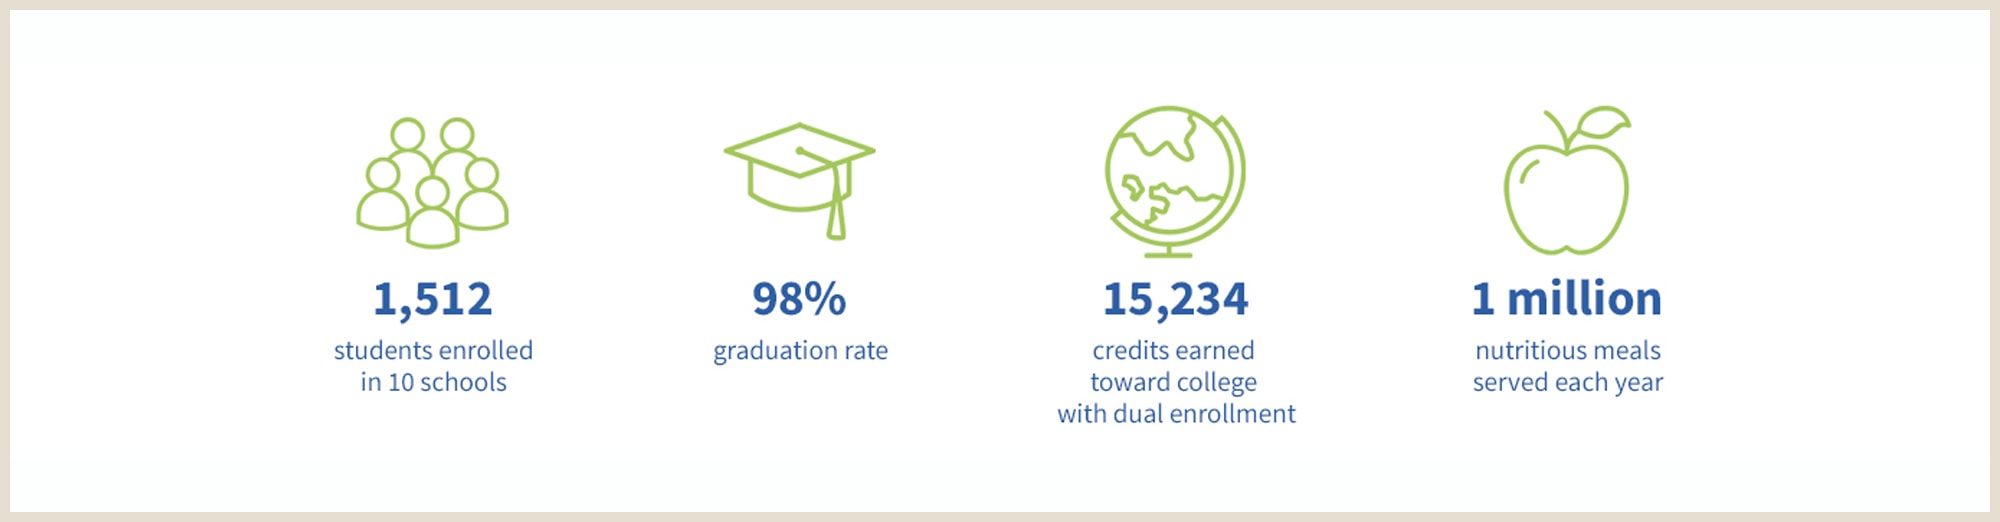 1,512
students enrolled
in 10 schools
98%
graduation rate
15,234
credits earned
toward college
with dual enrollment
1 million
nutritious meals
served each year